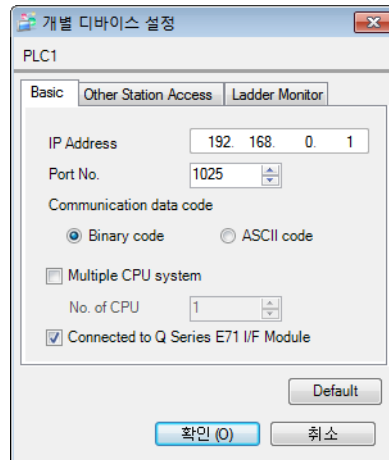 개별 디바이스 설정
PLC1
Basic Other Station Access Ladder Monitor
IP Address 192. 168. 0. 1
Port No. 1025
Communication data code
Binary code ASCII code
Multiple CPU system
No. of CPU 1
Connected to Q Series E71 I/F Module
Default
확인 (O) 취소